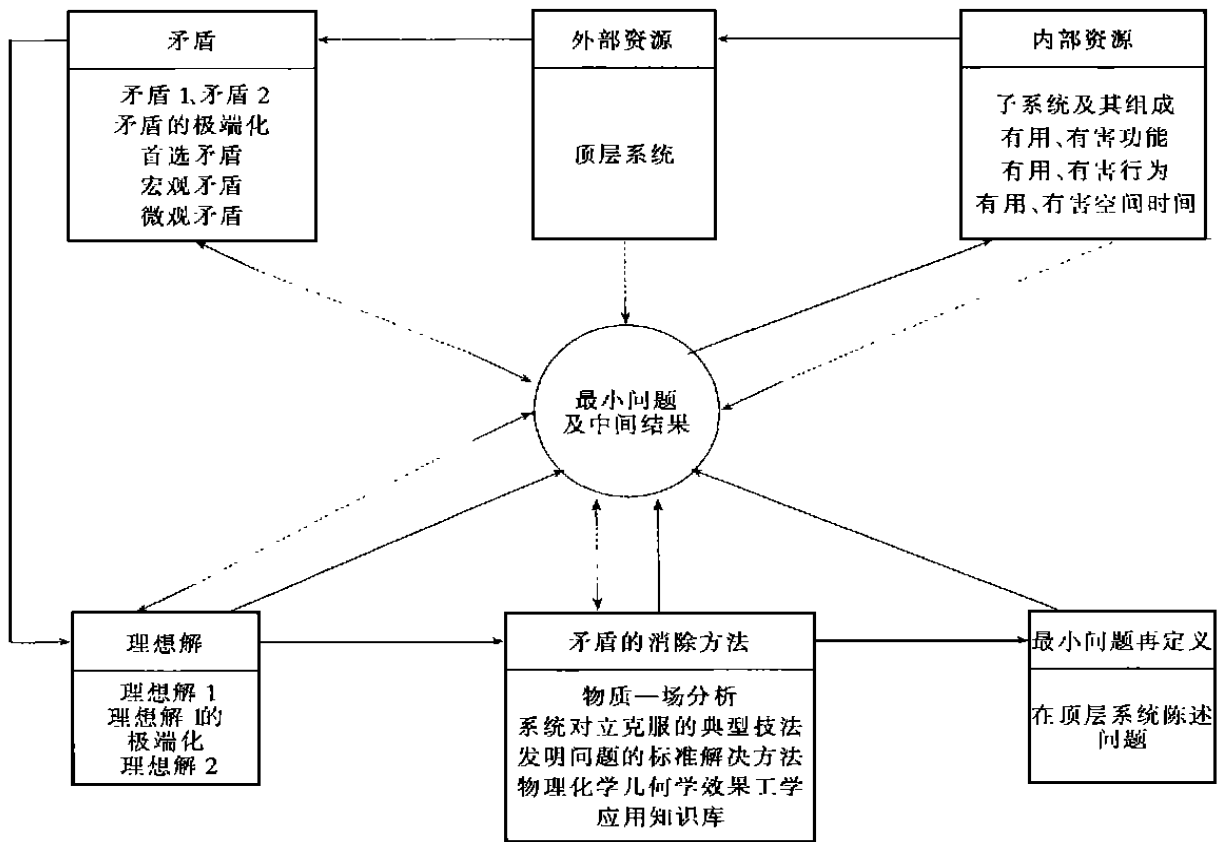 矛盾
矛盾 1、矛盾 2
矛盾的极端化
首选矛盾
宏观矛盾
微观矛盾
外部资源
顶层系统
内部资源
子系统及其组成
有用、有害功能
有用、有害行为
有用、有害空间时间
最小问题
及中间结果
理想解
理想解 1
理想解 1的
极端化
理想解 2
矛盾的消除方法
物质—场分析
系统对立克服的典型技法
发明问题的标准解决方法
物理化学几何学效果工学
应用知识库
最小问题再定义
在顶层系统陈述
问题